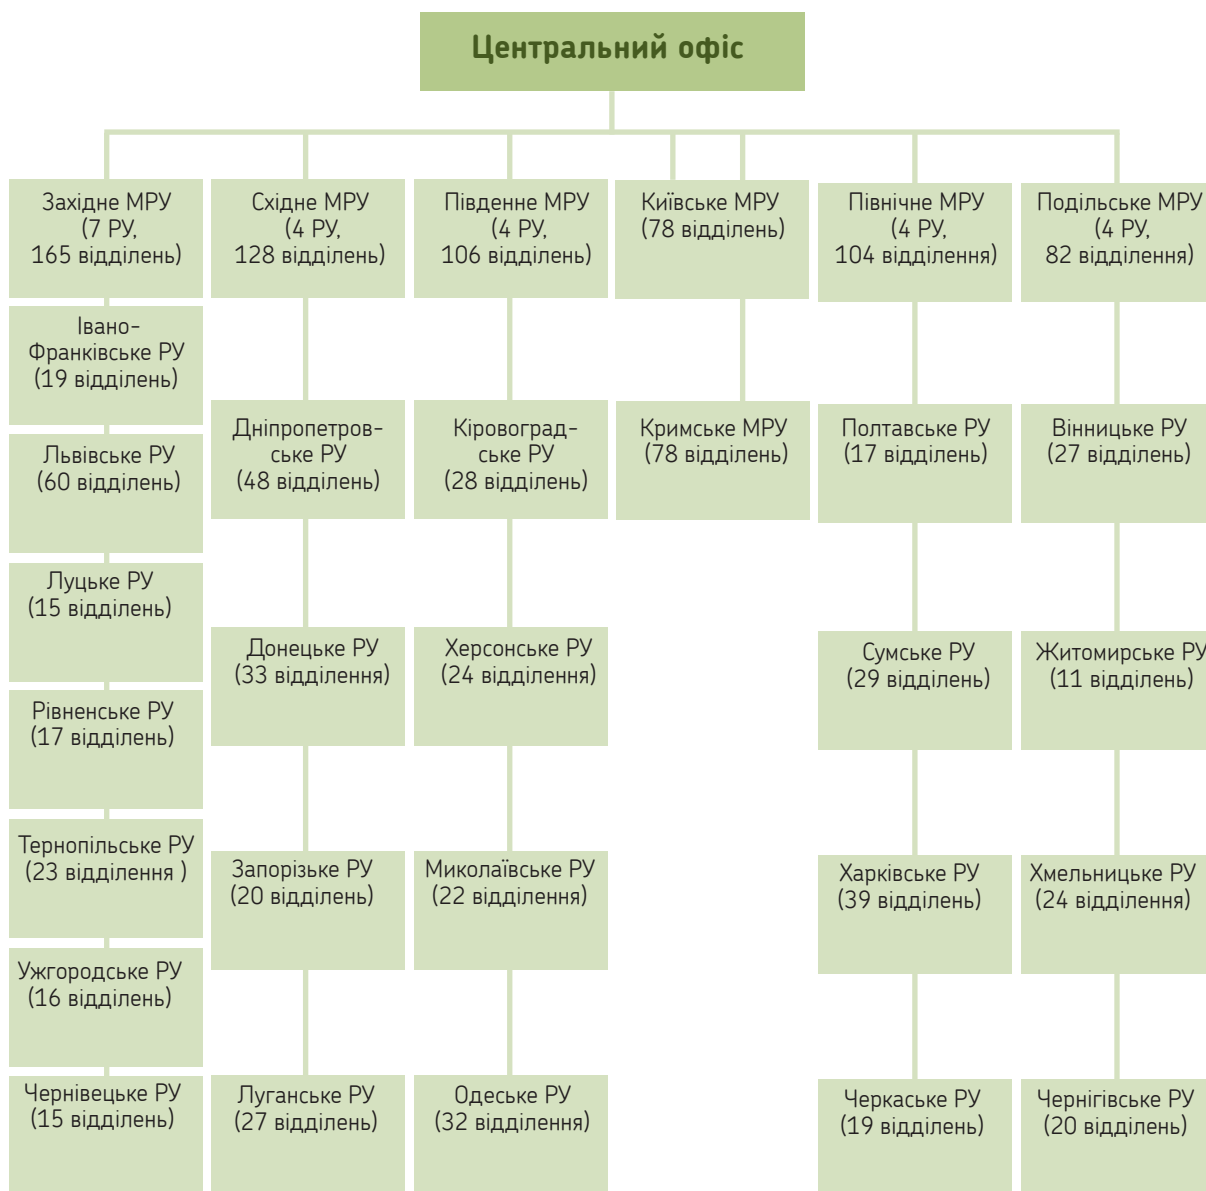 Центральний офіс
Західне МРУ
(7 РУ,
165 відділень)
Східне МРУ
(4 РУ,
128 відділень)
Південне МРУ
(4 РУ,
106 відділень)
Київське МРУ
(78 відділень)
Північне МРУ
(4 РУ,
104 відділення)
Подільське МРУ
(4 РУ,
82 відділення)
Івано-
Франківське РУ
(19 відділень)
Львівське РУ
(60 відділень)
Луцьке РУ
(15 відділень)
Рівненське РУ
(17 відділень)
Тернопільське РУ
(23 відділення )
Ужгородське РУ
(16 відділень)
Чернівецьке РУ
(15 відділень)
Дніпропетров-
ське РУ
(48 відділень)
Донецьке РУ
(33 відділення)
Запорізьке РУ
(20 відділень)
Луганське РУ
(27 відділень)
Кіровоград-
ське РУ
(28 відділень)
Херсонське РУ
(24 відділення)
Миколаївське РУ
(22 відділення)
Одеське РУ
(32 відділення)
Кримське МРУ
(78 відділень)
Полтавське РУ
(17 відділень)
Сумське РУ
(29 відділень)
Харківське РУ
(39 відділень)
Черкаське РУ
(19 відділень)
Вінницьке РУ
(27 відділень)
Житомирське РУ
(11 відділень)
Хмельницьке РУ
(24 відділення)
Чернігівське РУ
(20 відділень)